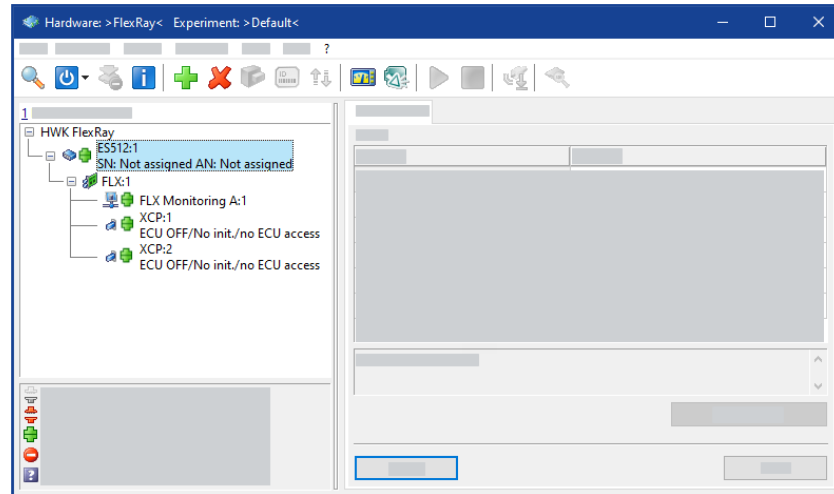 Hardware: >FlexRay<  Experiment: >Default<
?
1
HWK FlexRay
ES512:1
SN: Not assigned AN: Not assigned
FLX:1
FLX Monitoring A:1
XCP:1
ECU OFF/No init./no ECU access
XCP:2
ECU OFF/No init./no ECU access